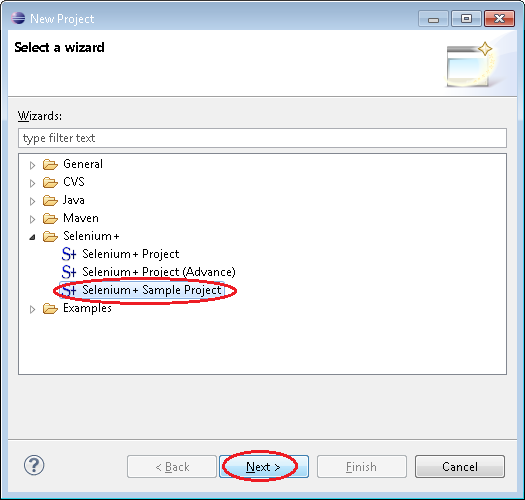 New Project
Select a wizard
Wizards:
type filter text
General
CVS
Java
Maven
Selenium+
S+ Selenium+ Project
S+ Selenium+ Project (Advance)
S+ Selenium+ Sample Project
Examples
? < Back Next > Finish Cancel